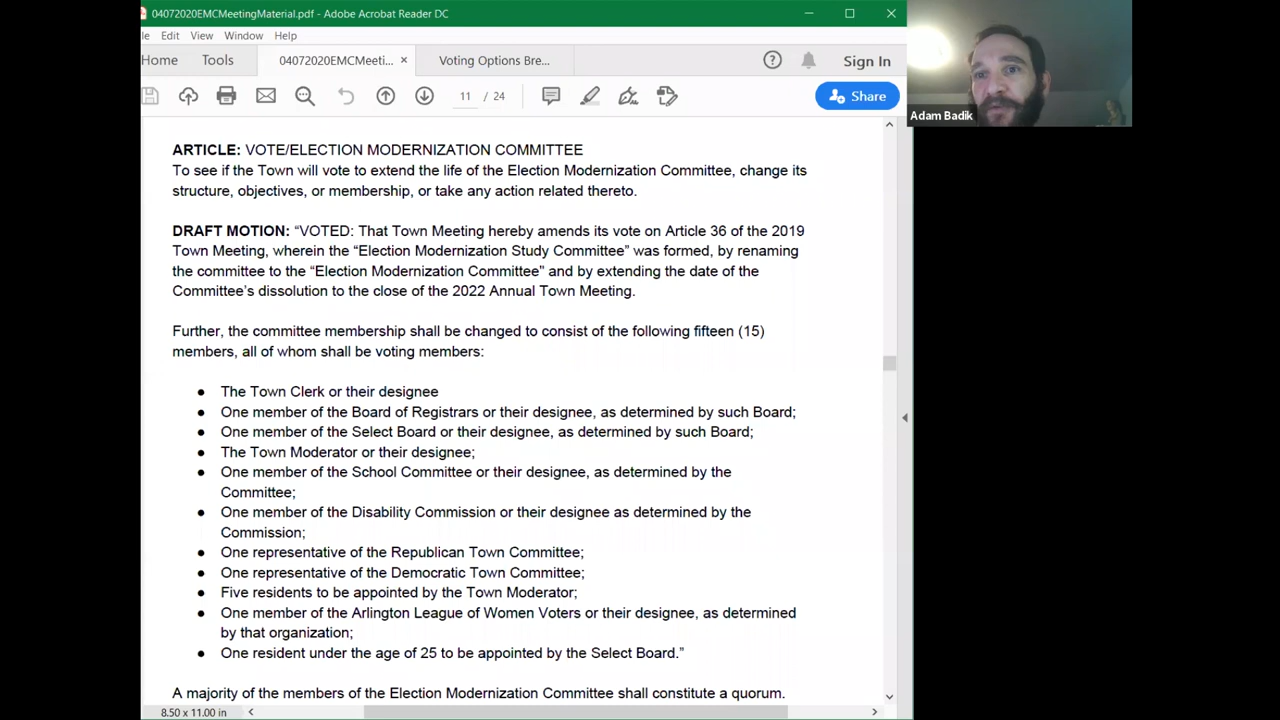 04072020EMCMeetingMaterial.pdf - Adobe Acrobat Reader DC
le Edit View Window Help
Home Tools 04072020EMCMeeti... × Voting Options Bre... Sign In
11 / 24 Share
ARTICLE: VOTE/ELECTION MODERNIZATION COMMITTEE
To see if the Town will vote to extend the life of the Election Modernization Committee, change its
structure, objectives, or membership, or take any action related thereto.
DRAFT MOTION: “VOTED: That Town Meeting hereby amends its vote on Article 36 of the 2019
Town Meeting, wherein the “Election Modernization Study Committee” was formed, by renaming
the committee to the “Election Modernization Committee” and by extending the date of the
Committee’s dissolution to the close of the 2022 Annual Town Meeting.
Further, the committee membership shall be changed to consist of the following fifteen (15)
members, all of whom shall be voting members:
● The Town Clerk or their designee
● One member of the Board of Registrars or their designee, as determined by such Board;
● One member of the Select Board or their designee, as determined by such Board;
● The Town Moderator or their designee;
● One member of the School Committee or their designee, as determined by the
Committee;
● One member of the Disability Commission or their designee as determined by the
Commission;
● One representative of the Republican Town Committee;
● One representative of the Democratic Town Committee;
● Five residents to be appointed by the Town Moderator;
● One member of the Arlington League of Women Voters or their designee, as determined
by that organization;
● One resident under the age of 25 to be appointed by the Select Board.”
A majority of the members of the Election Modernization Committee shall constitute a quorum.
8.50 x 11.00 in
Adam Badik